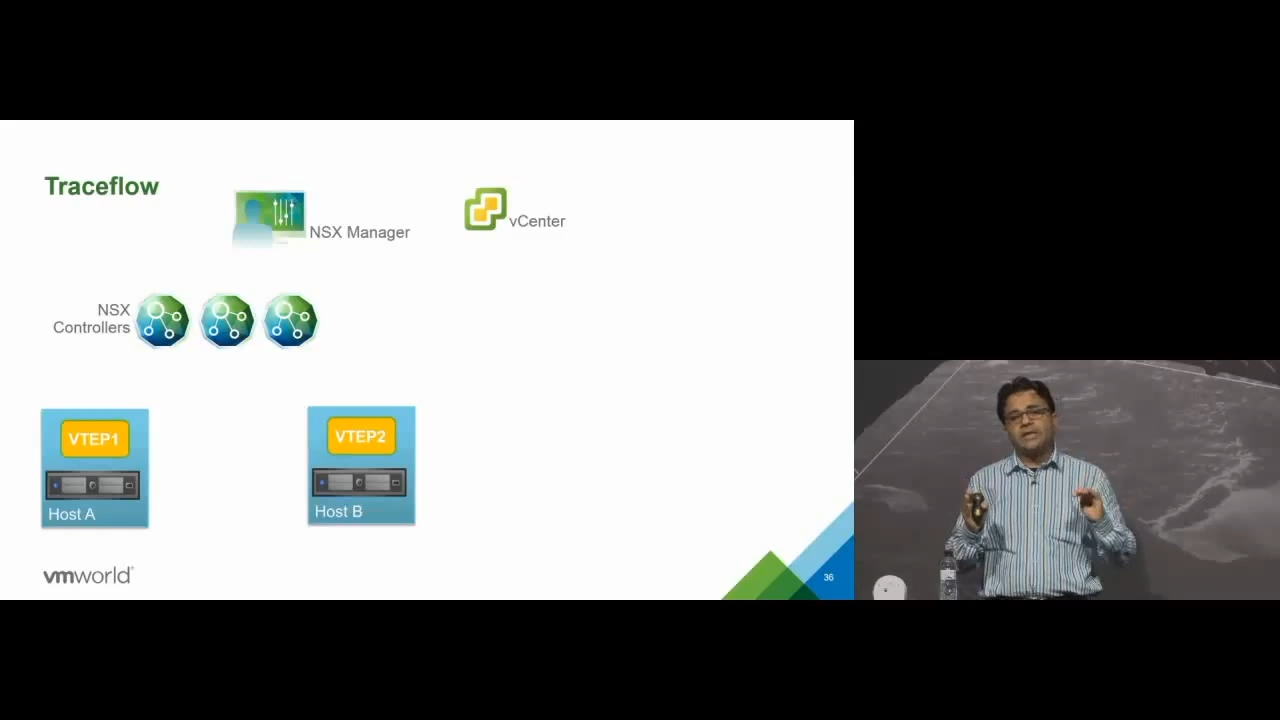 Traceflow
NSX Manager
vCenter
NSX
Controllers
VTEP1
Host A
VTEP2
Host B
vmworld
36